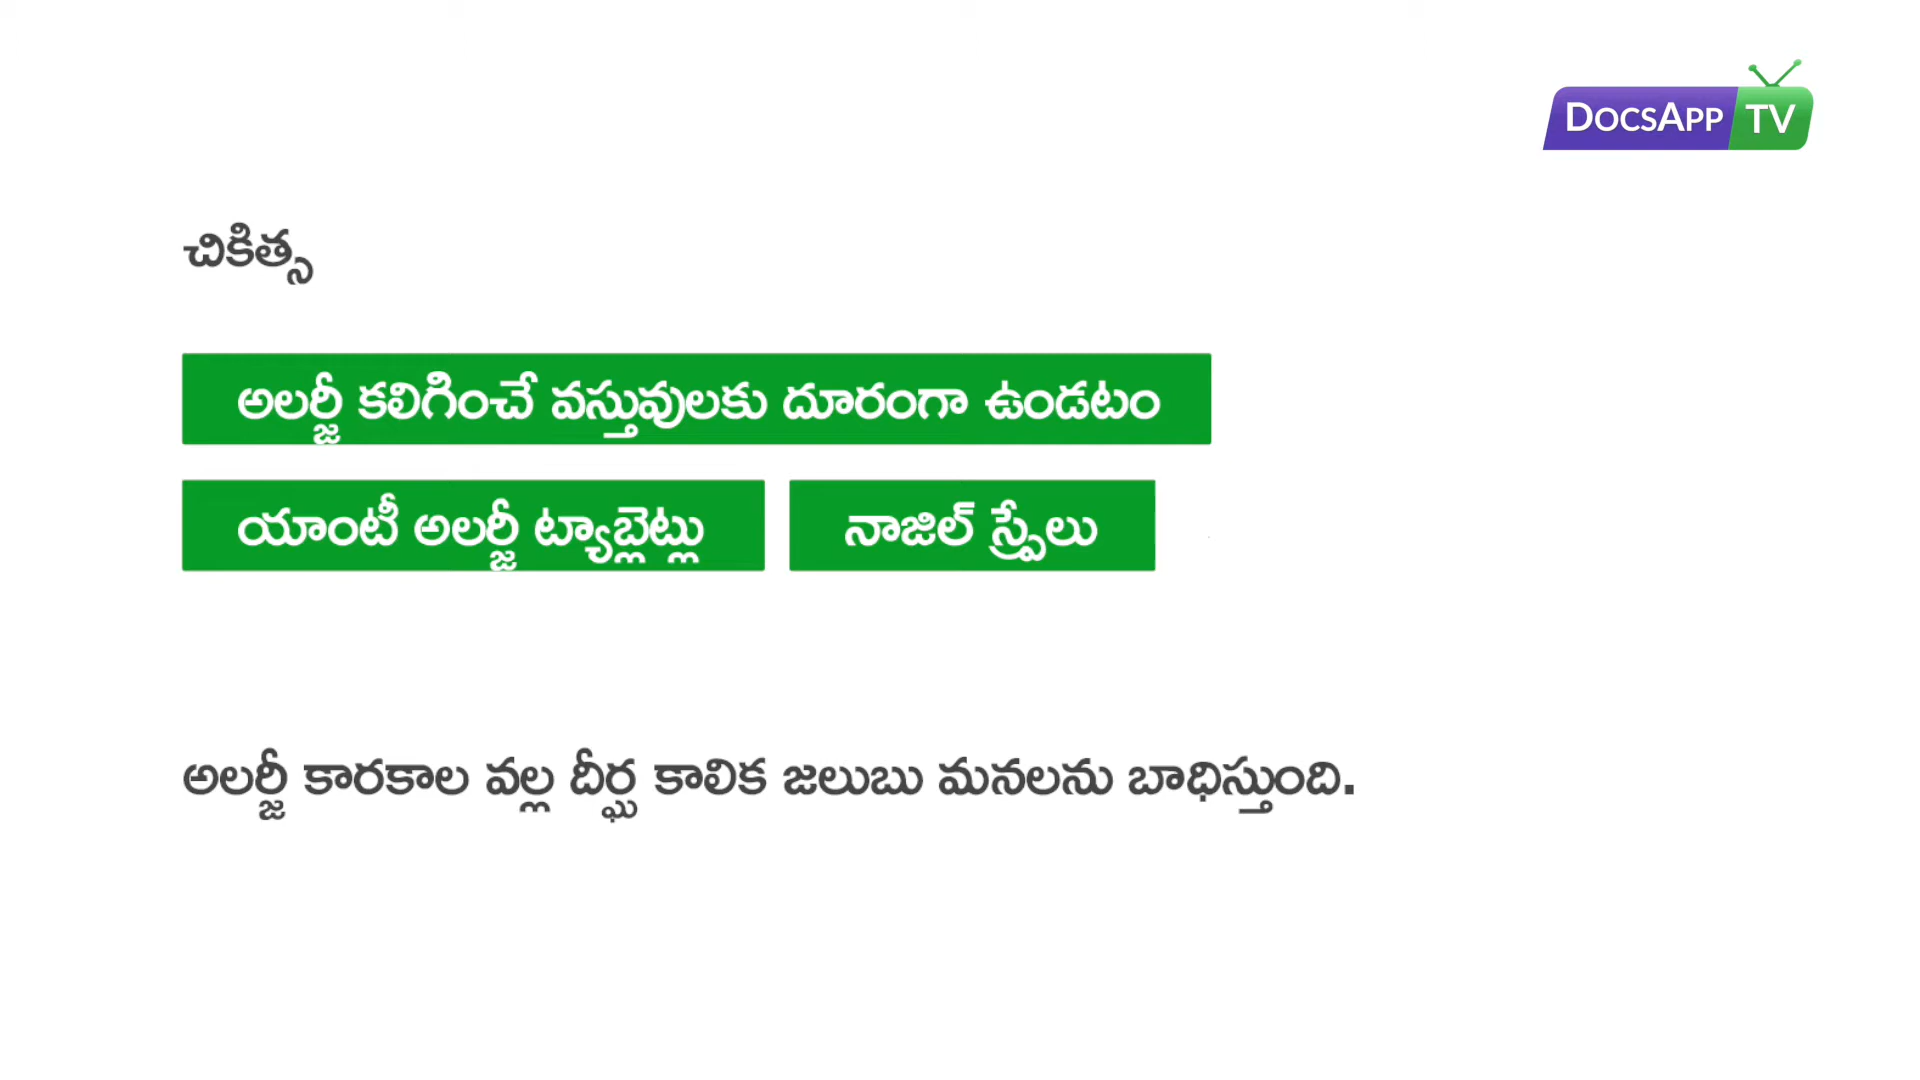 DOCSAPP TV
చికిత్స
అలర్జీ కలిగించే వస్తువులకు దూరంగా ఉండటం
యాంటీ అలర్జీ ట్యాబ్లెట్లు నాజిల్ స్ప్రేలు
అలర్జీ కారకాల వల్ల దీర్ఘ కాలిక జలుబు మనలను బాధిస్తుంది.